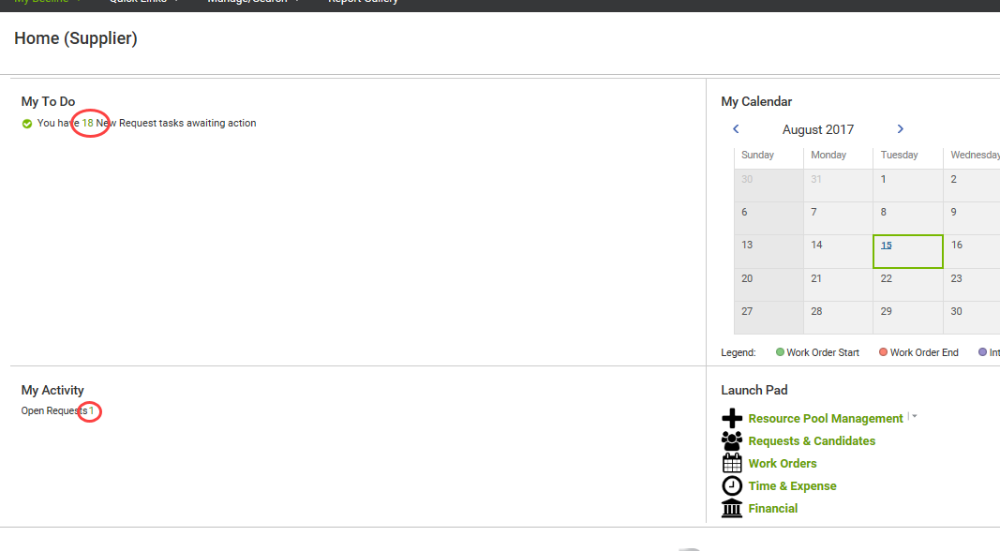 My Beeline Quick Links Manage/Search Report Gallery
Home (Supplier)
My To Do
You have 18 New Request tasks awaiting action
My Calendar
August 2017
Sunday Monday Tuesday Wednesday
30 31 1 2
6 7 8 9
13 14 15 16
20 21 22 23
27 28 29 30
Legend: Work Order Start Work Order End Int
My Activity
Open Requests 1
Launch Pad
Resource Pool Management
Requests & Candidates
Work Orders
Time & Expense
Financial